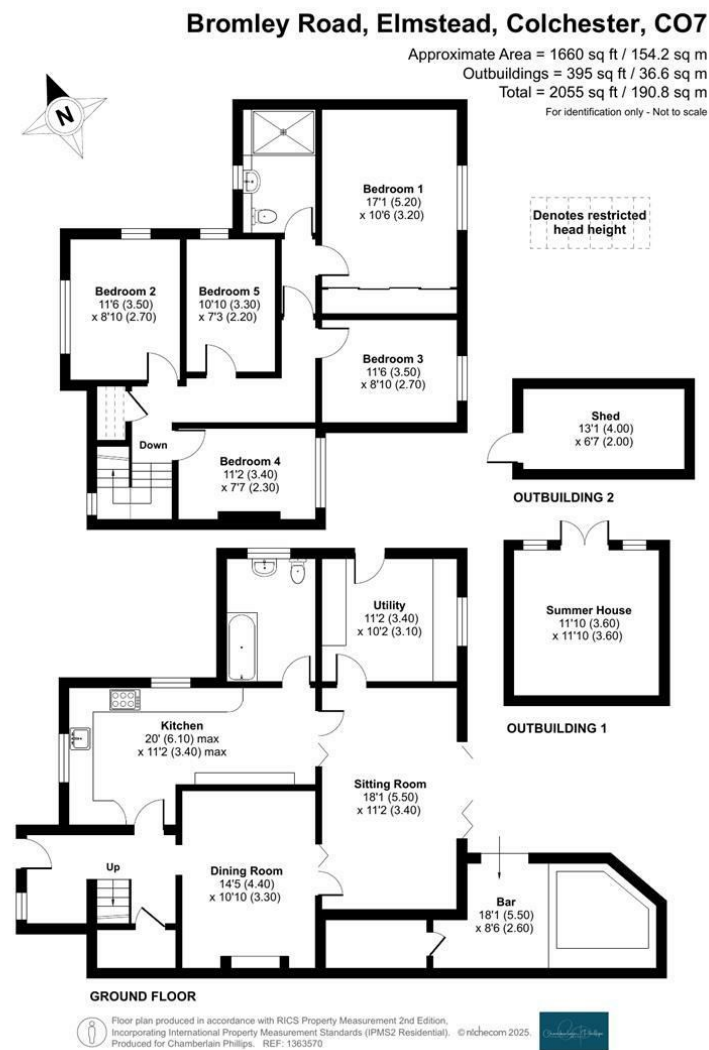 Bromley Road, Elmstead, Colchester, CO7
Approximate Area = 1660 sq ft / 154.2 sq m
Outbuildings = 395 sq ft / 36.6 sq m
Total = 2055 sq ft / 190.8 sq m
For identification only - Not to scale
N
Denotes restricted
head height
Bedroom 1
17'1 (5.20)
x 10'6 (3.20)
Bedroom 2
11'6 (3.50)
x 8'10 (2.70)
Bedroom 5
10'10 (3.30)
x 7'3 (2.20)
Bedroom 3
11'6 (3.50)
x 8'10 (2.70)
Down
Bedroom 4
11'2 (3.40)
x 7'7 (2.30)
Shed
13'1 (4.00)
x 6'7 (2.00)
OUTBUILDING 2
Summer House
11'10 (3.60)
x 11'10 (3.60)
OUTBUILDING 1
Utility
11'2 (3.40)
x 10'2 (3.10)
Kitchen
20' (6.10) max
x 11'2 (3.40) max
Sitting Room
18'1 (5.50)
x 11'2 (3.40)
Up
Dining Room
14'5 (4.40)
x 10'10 (3.30)
Bar
18'1 (5.50)
x 8'6 (2.60)
GROUND FLOOR
Floor plan produced in accordance with RICS Property Measurement 2nd Edition,
Incorporating International Property Measurement Standards (IPMS2 Residential). © nichecom 2025.
Produced for Chamberlain Phillips. REF: 1363570